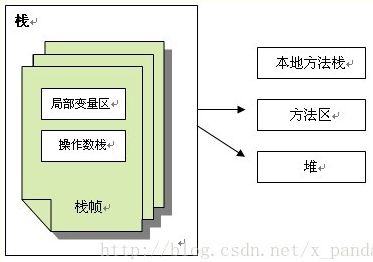 栈
局部变量区
操作数栈
栈帧
本地方法栈
方法区
堆
http://blog.csdn.net/x_panda